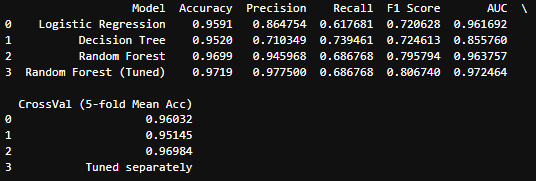 Model Accuracy Precision Recall F1 Score AUC \
0 Logistic Regression 0.9591 0.864754 0.617681 0.720628 0.961692
1 Decision Tree 0.9520 0.710349 0.739461 0.724613 0.855760
2 Random Forest 0.9699 0.945968 0.686768 0.795794 0.963757
3 Random Forest (Tuned) 0.9719 0.977500 0.686768 0.806740 0.972464
CrossVal (5-fold Mean Acc)
0 0.96032
1 0.95145
2 0.96984
3 Tuned separately